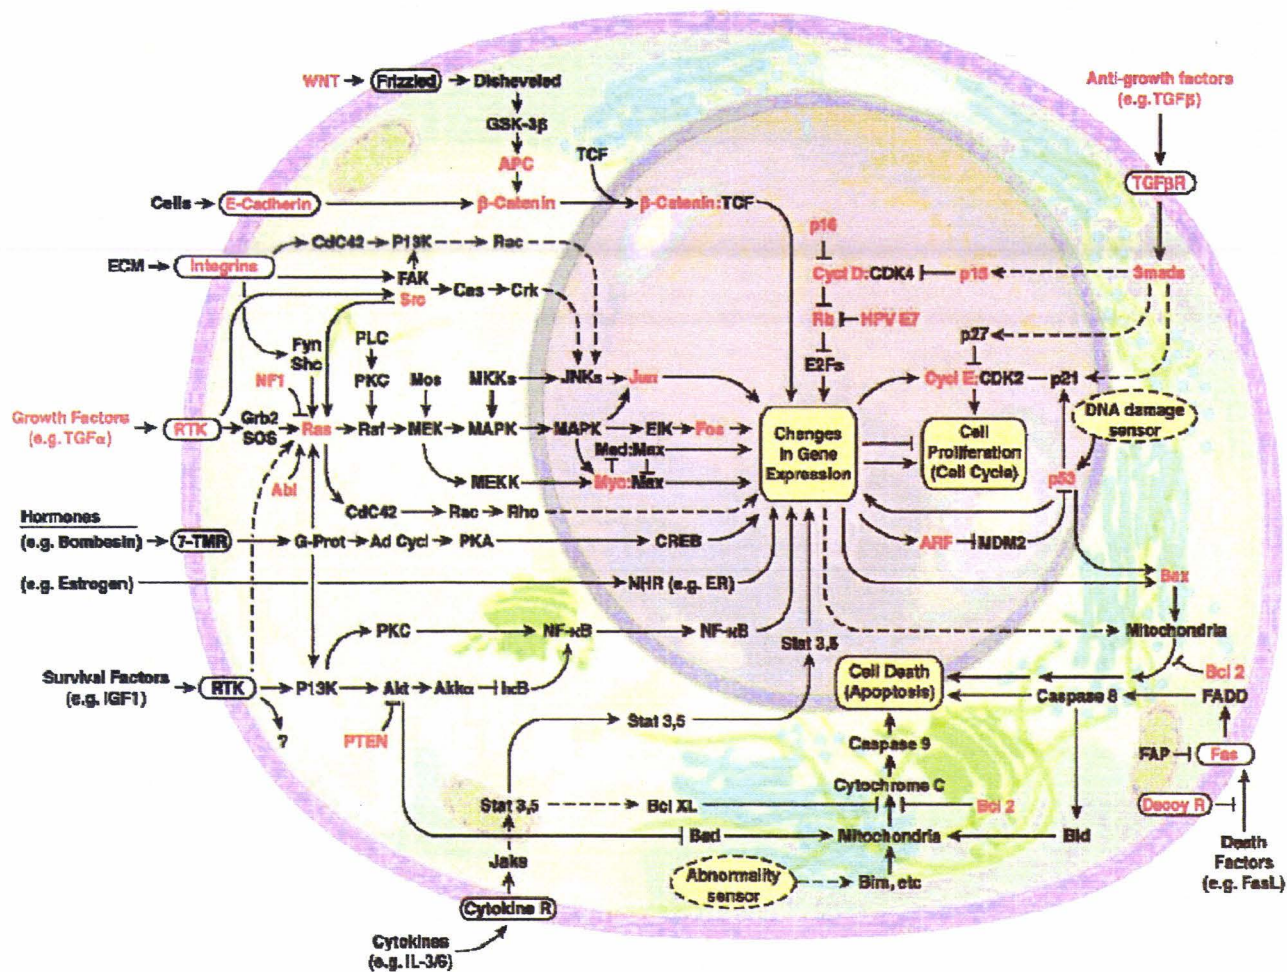 WNT
Frizzled
Disheveled
GSK-3β
APC
TCF
Cells
E-Cadherin
β-Catenin
β-Catenin:TCF
Anti-growth factors
(e.g. TGFβ)
TGFβR
Smads
ECM
Integrins
CdC42
P13K
Rac
FAK
Src
Cas
Crk
p16
Cycl D:CDK4
p15
Rb
HPV E7
E2Fs
p27
Cycl E:CDK2
p21
DNA damage
sensor
Fyn
Shc
PLC
NF1
PKC
Mos
MKKs
JNKs
Jun
Growth Factors
(e.g. TGFα)
RTK
Grb2
SOS
Ras
Raf
MEK
MAPK
MAPK
ElK
Fos
Mad:Max
Abl
MEKK
Myc:Max
Changes
in Gene
Expression
Cell
Proliferation
(Cell Cycle)
p53
CdC42
Rac
Rho
Hormones
(e.g. Bombesin)
7-TMR
G-Prot
Ad Cycl
PKA
CREB
ARF
MDM2
(e.g. Estrogen)
NHR (e.g. ER)
Bax
PKC
NF-κB
NF-κB
Stat 3,5
Mitochondria
Survival Factors
(e.g. IGF1)
RTK
P13K
Akt
Akkα
IκB
?
PTEN
Cell Death
(Apoptosis)
Bcl 2
Caspase 8
FADD
Stat 3,5
Caspase 9
FAP
Fas
Cytochrome C
Stat 3,5
Bcl XL
Bcl 2
Decoy R
Bad
Mitochondria
Bid
Death
Factors
(e.g. FasL)
Jaks
Abnormality
sensor
Bim, etc
Cytokine R
Cytokines
(e.g. IL-3/6)